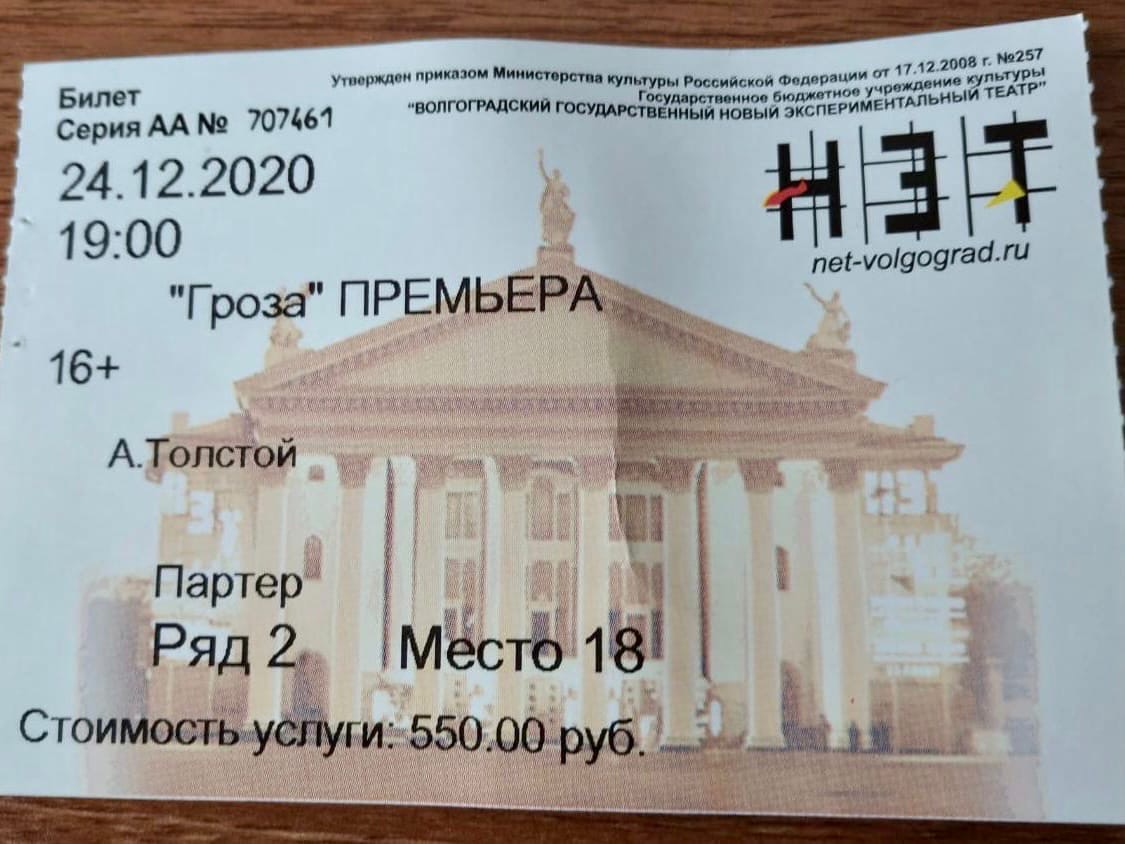 Утвержден приказом Министерства культуры Российской Федерации от 17.12.2008 г. №257
Государственное бюджетное учреждение культуры
"ВОЛГОГРАДСКИЙ ГОСУДАРСТВЕННЫЙ НОВЫЙ ЭКСПЕРИМЕНТАЛЬНЫЙ ТЕАТР"
Билет
Серия АА № 707461
24.12.2020
19:00
НЭТ
net-volgograd.ru
"Гроза" ПРЕМЬЕРА
16+
А.Толстой
Партер
Ряд 2 Место 18
Стоимость услуги: 550.00 руб.